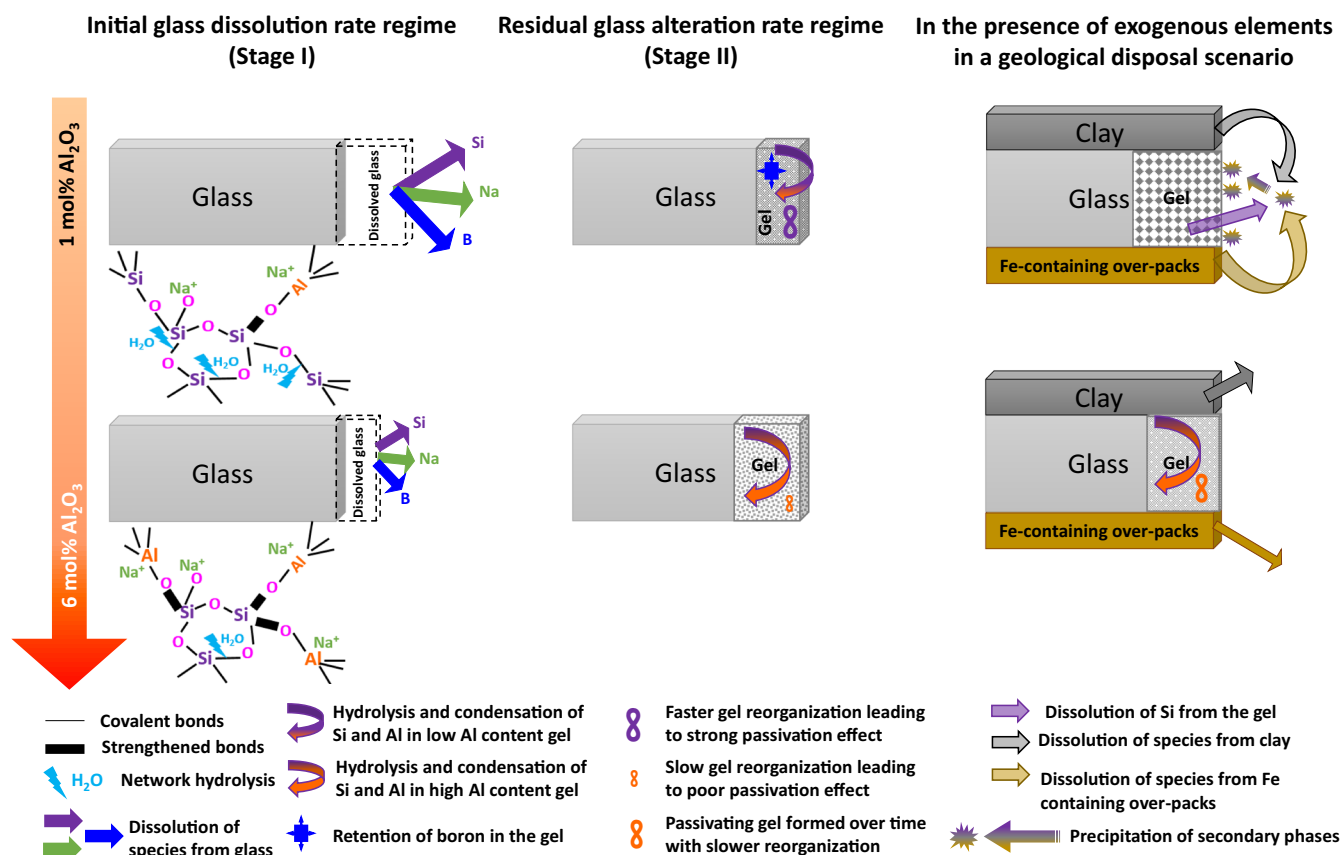 Initial glass dissolution rate regime
(Stage I)
Residual glass alteration rate regime
(Stage II)
In the presence of exogenous elements
in a geological disposal scenario
1 mol% Al₂O₃
6 mol% Al₂O₃
Glass
Dissolved glass
Si
Na
B
Glass
Gel
Clay
Glass
Gel
Fe-containing over-packs
Si
Na⁺
O
O
Si
H₂O
O
O
Si
H₂O
O
Si
O
Na⁺
Al
O
H₂O
Si
Glass
Dissolved glass
Si
Na
B
Glass
Gel
Clay
Glass
Gel
Fe-containing over-packs
Al
Na⁺
O
Na⁺
O
Si
O
O
Si
H₂O
O
Si
O
Na⁺
Al
O
Na⁺
Al
Covalent bonds
Strengthened bonds
H₂O
Network hydrolysis
Dissolution of
species from glass
Hydrolysis and condensation of
Si and Al in low Al content gel
Hydrolysis and condensation of
Si and Al in high Al content gel
Retention of boron in the gel
Faster gel reorganization leading
to strong passivation effect
Slow gel reorganization leading
to poor passivation effect
Passivating gel formed over time
with slower reorganization
Dissolution of Si from the gel
Dissolution of species from clay
Dissolution of species from Fe
containing over-packs
Precipitation of secondary phases